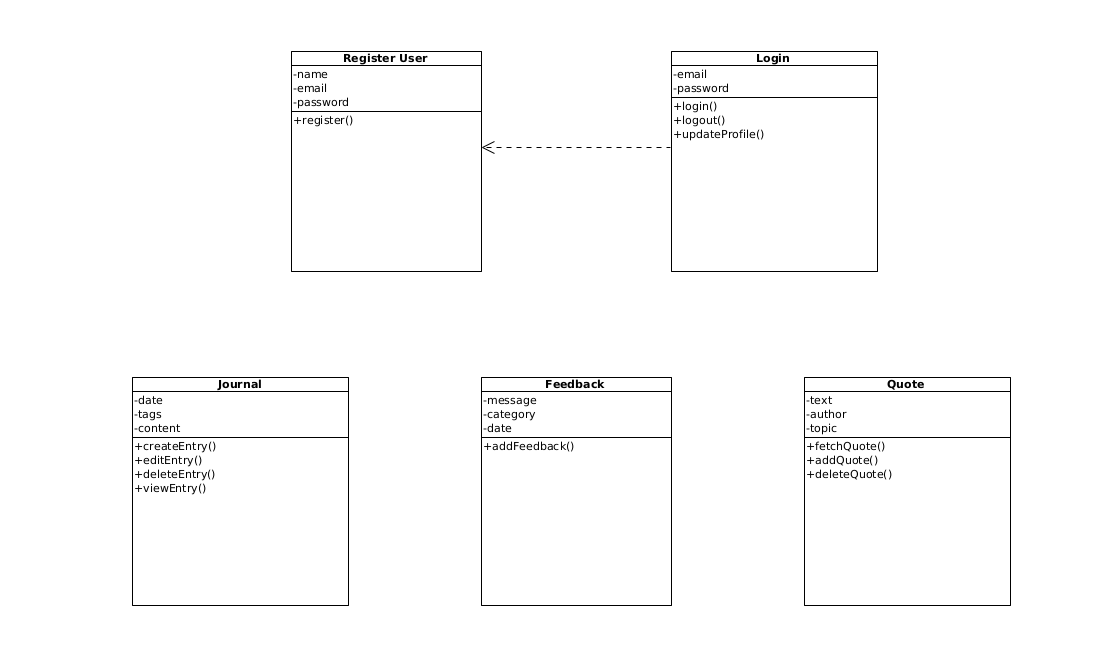 Register User
-name
-email
-password
+register()
Login
-email
-password
+login()
+logout()
+updateProfile()
Journal
-date
-tags
-content
+createEntry()
+editEntry()
+deleteEntry()
+viewEntry()
Feedback
-message
-category
-date
+addFeedback()
Quote
-text
-author
-topic
+fetchQuote()
+addQuote()
+deleteQuote()